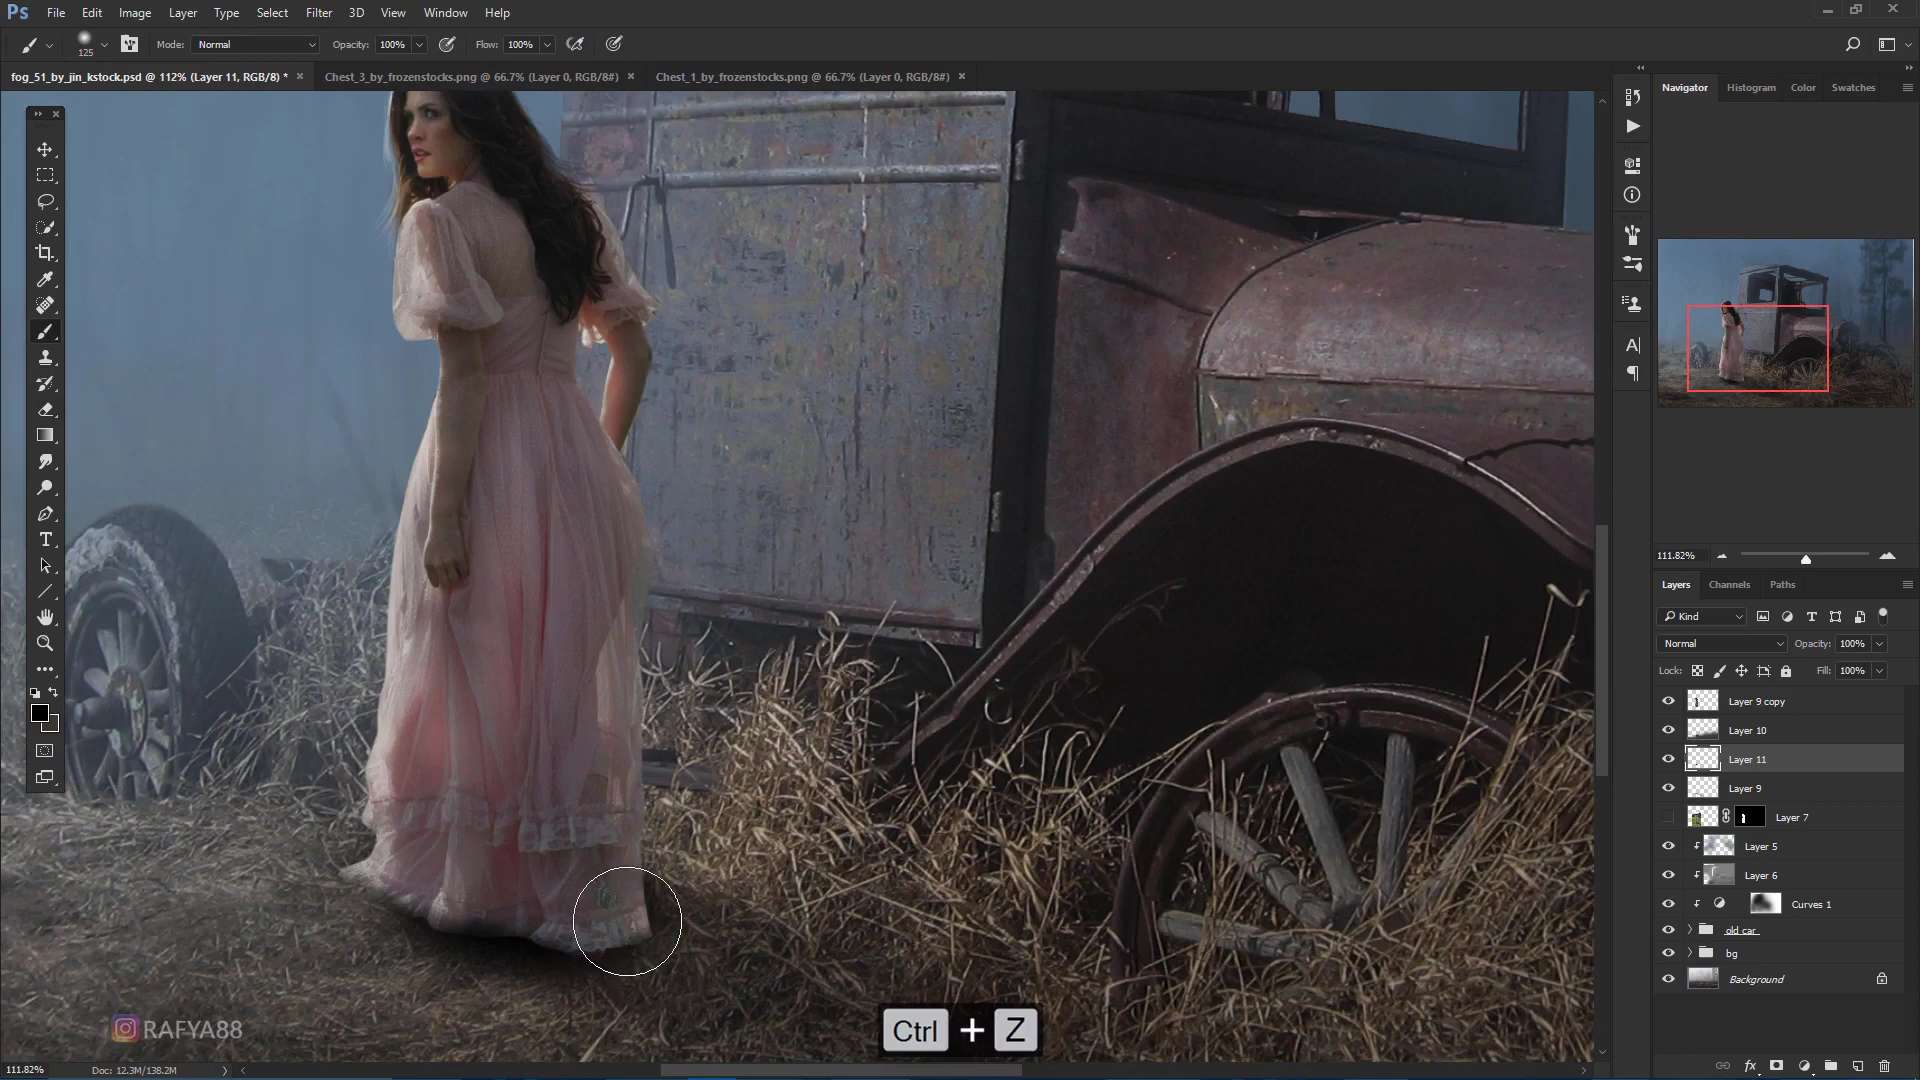 Ps File Edit Image Layer Type Select Filter 3D View Window Help
125 Mode: Normal Opacity: 100% Flow: 100%
fog_51_by_jin_kstock.psd @ 112% (Layer 11, RGB/8) * Chest_3_by_frozenstocks.png @ 66.7% (Layer 0, RGB/8#) Chest_1_by_frozenstocks.png @ 66.7% (Layer 0, RGB/8#)
Navigator Histogram Color Swatches
111.82%
Layers Channels Paths
Kind
Normal Opacity: 100%
Lock: Fill: 100%
Layer 9 copy
Layer 10
Layer 11
Layer 9
Layer 7
Layer 5
Layer 6
Curves 1
old car
bg
Background
RAFYA88
Ctrl + Z
111.82% Doc: 12.3M/138.2M